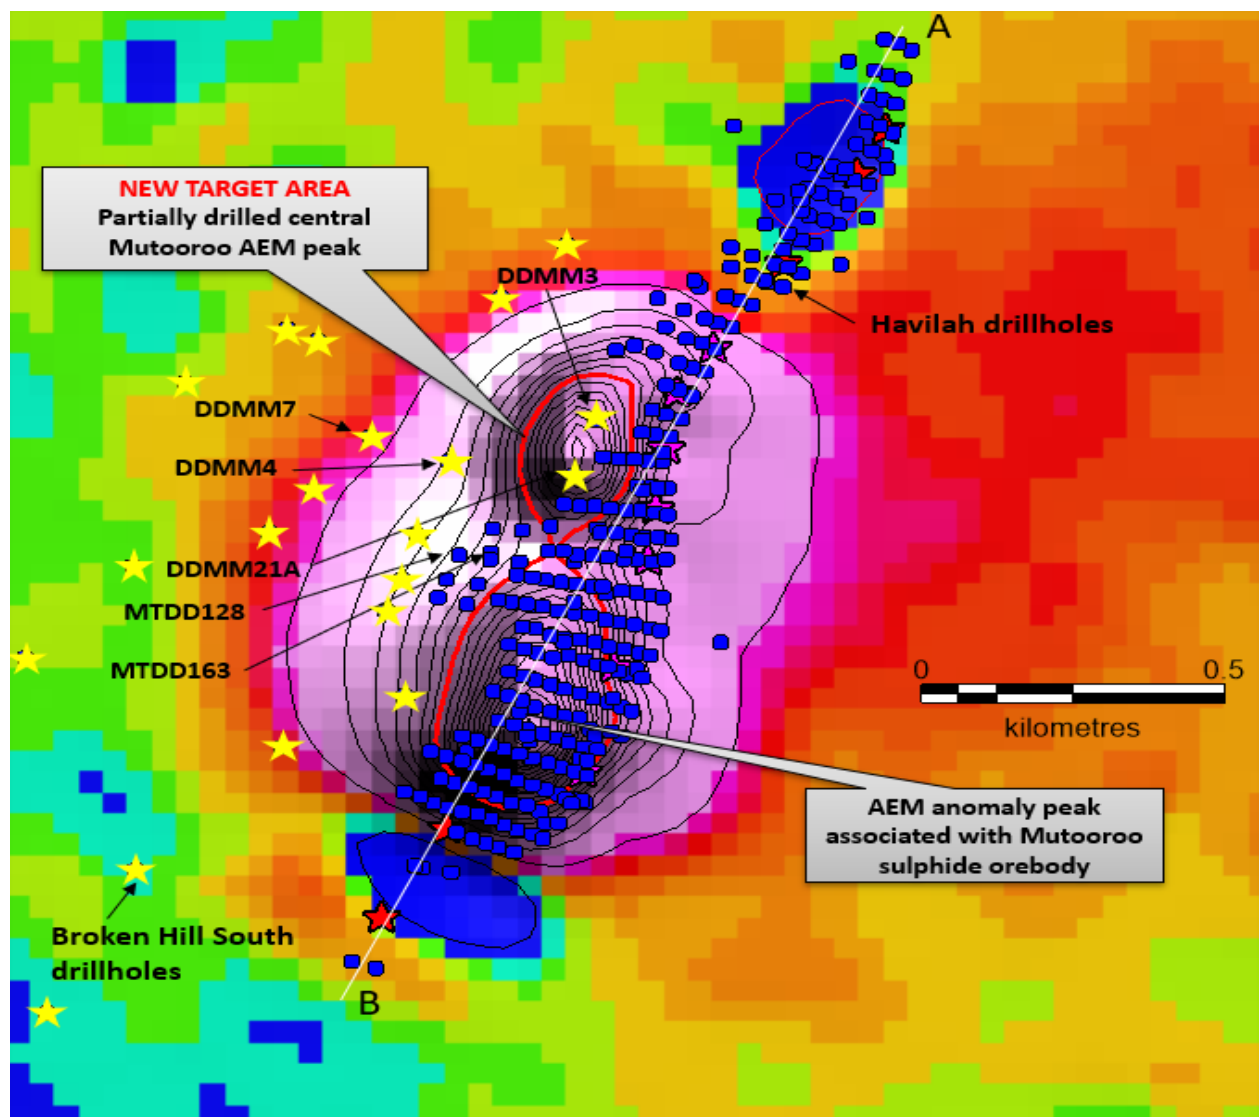 A
NEW TARGET AREA
Partially drilled central
Mutooroo AEM peak
DDMM3
Havilah drillholes
DDMM7
DDMM4
DDMM21A
MTDD128
MTDD163
0 0.5
kilometres
AEM anomaly peak
associated with Mutooroo
sulphide orebody
Broken Hill South
drillholes
B